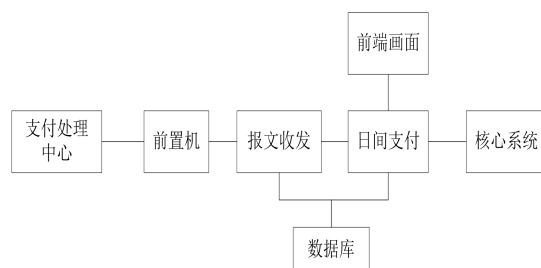 前端画面
支付处理
中心
前置机
报文收发
日间支付
核心系统
数据库